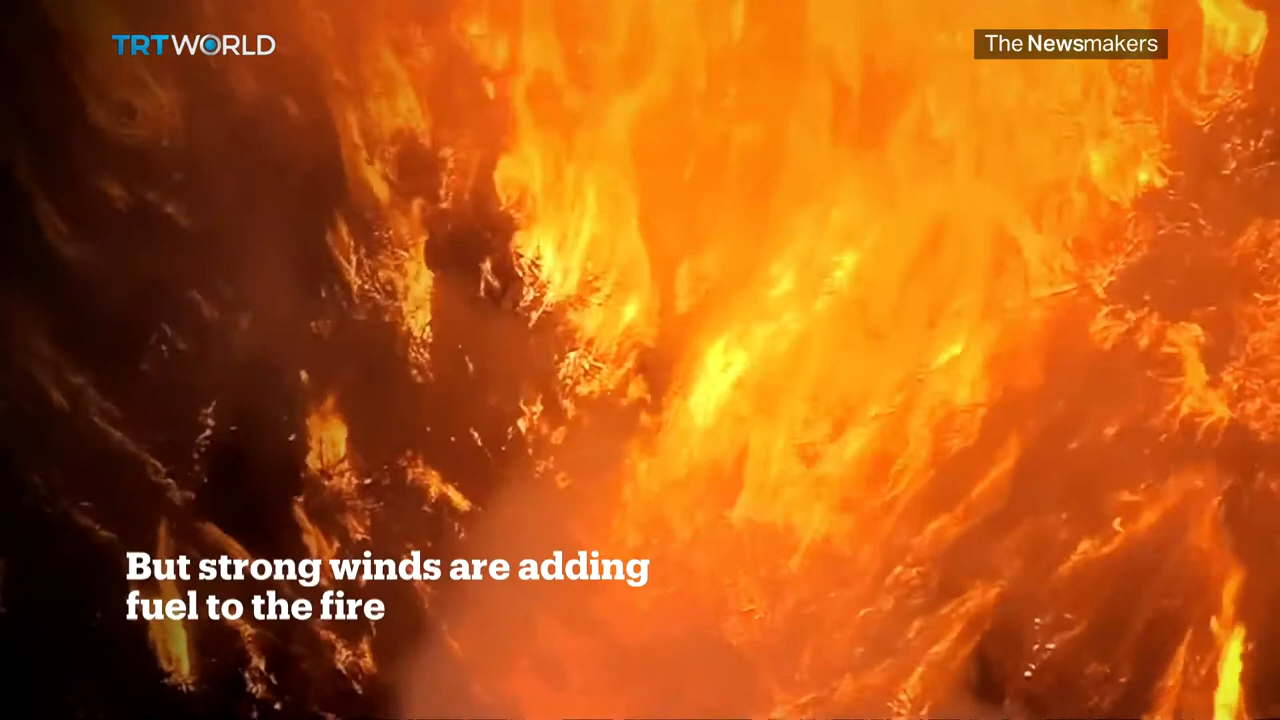 TRTWORLD
The Newsmakers
But strong winds are adding
fuel to the fire